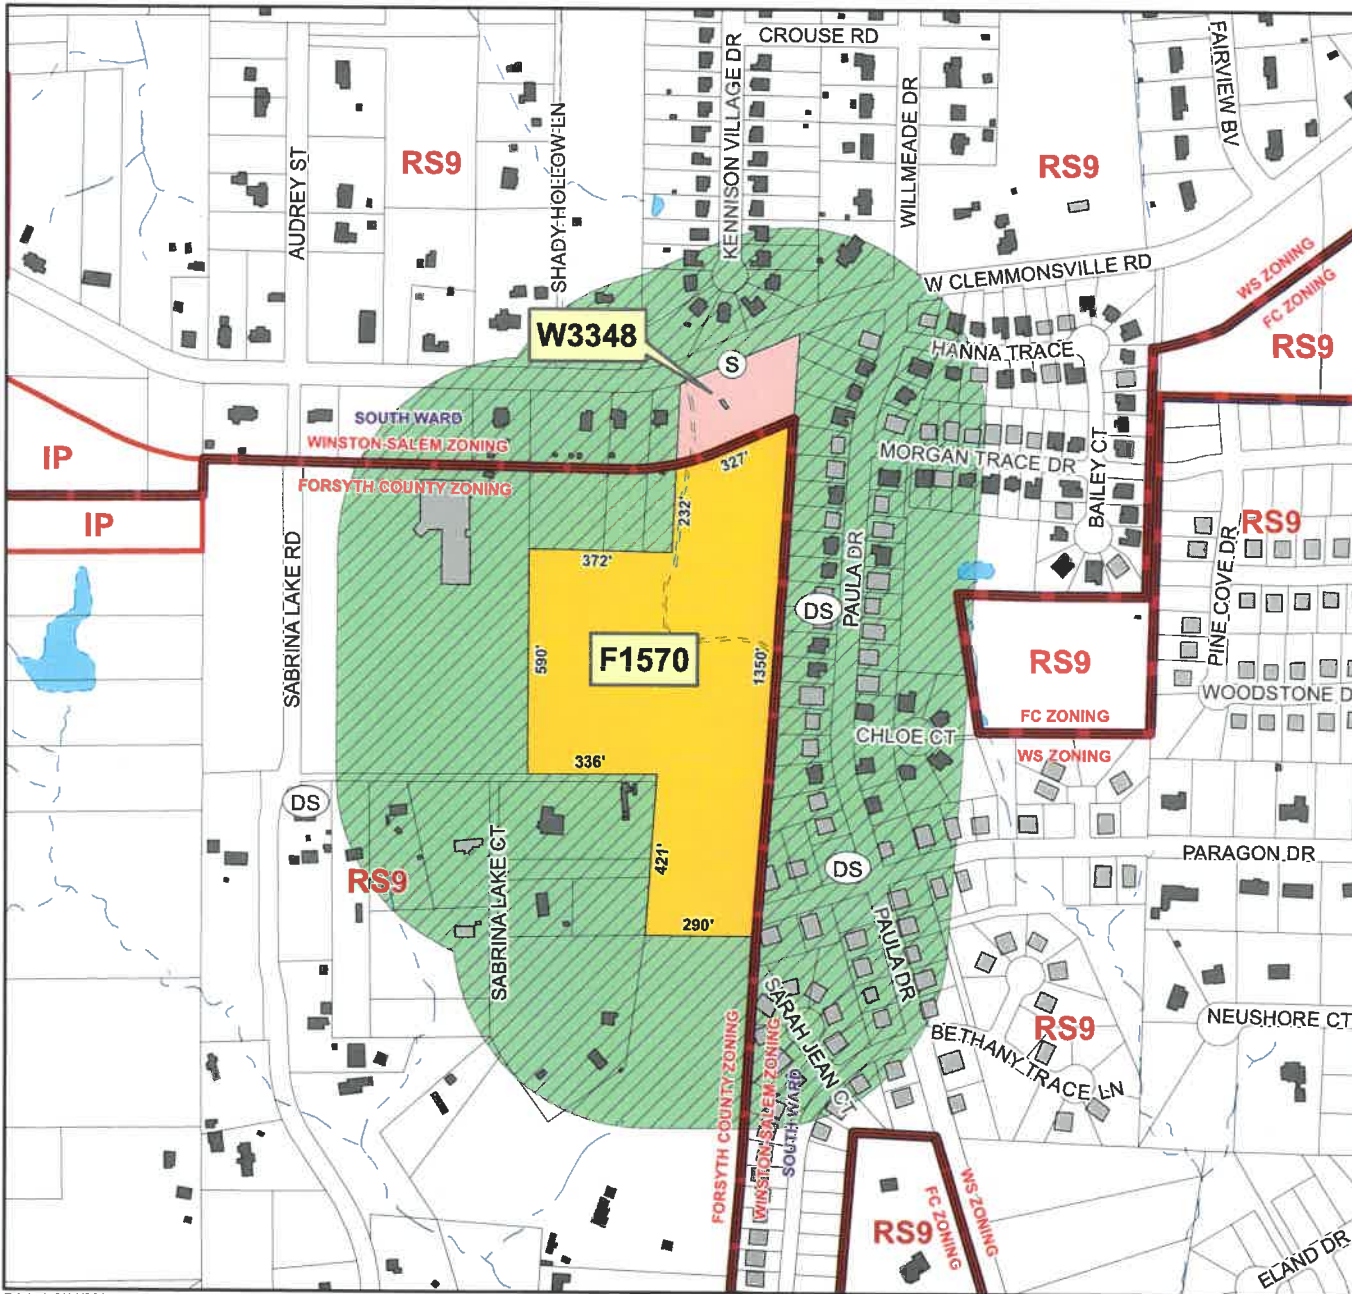 CROUSE RD
FAIRVIEW BV
KENNISON VILLAGE DR
WILLMEADE DR
SHADY HOLLOW LN
AUDREY ST
RS9
RS9
W CLEMMONSVILLE RD
WS ZONING
FC ZONING
RS9
W3348
S
HANNA TRACE
SOUTH WARD
WINSTON-SALEM ZONING
FORSYTH COUNTY ZONING
IP
IP
327'
232'
372'
MORGAN TRACE DR
BAILEY CT
RS9
PINE COVE DR
SABRINA LAKE RD
590'
F1570
1350'
DS
PAULA DR
RS9
FC ZONING
WS ZONING
WOODSTONE D
CHLOE CT
336'
DS
421'
290'
RS9
SABRINA LAKE CT
DS
PARAGON DR
PAULA DR
SARAH JEAN CT
BETHANY TRACE LN
RS9
NEUSHORE CT
FORSYTH COUNTY ZONING
WINSTON-SALEM ZONING
SOUTH WARD
RS9
FC ZONING
WS ZONING
ELAND DR